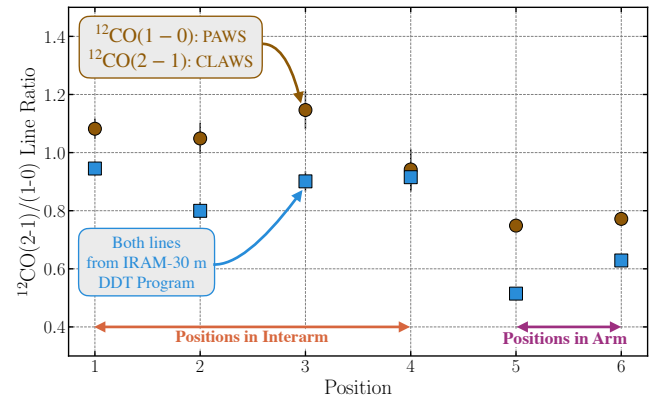 1.4
1.2
1.0
0.8
0.6
0.4
¹²CO(2-1)/(1-0) Line Ratio
¹²CO(1 − 0): PAWS
¹²CO(2 − 1): CLAWS
Both lines
from IRAM-30 m
DDT Program
Positions in Interarm
Positions in Arm
1 2 3 4 5 6
Position